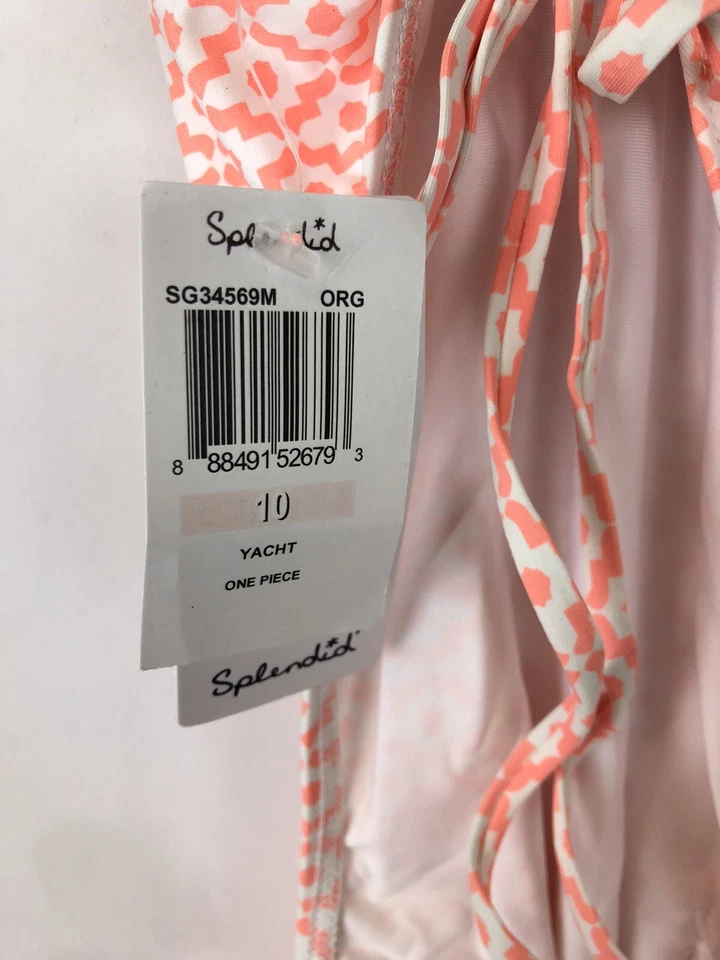 Splendid
SG34569M ORG
8 88491 52679 3
10
YACHT
ONE PIECE
Splendid